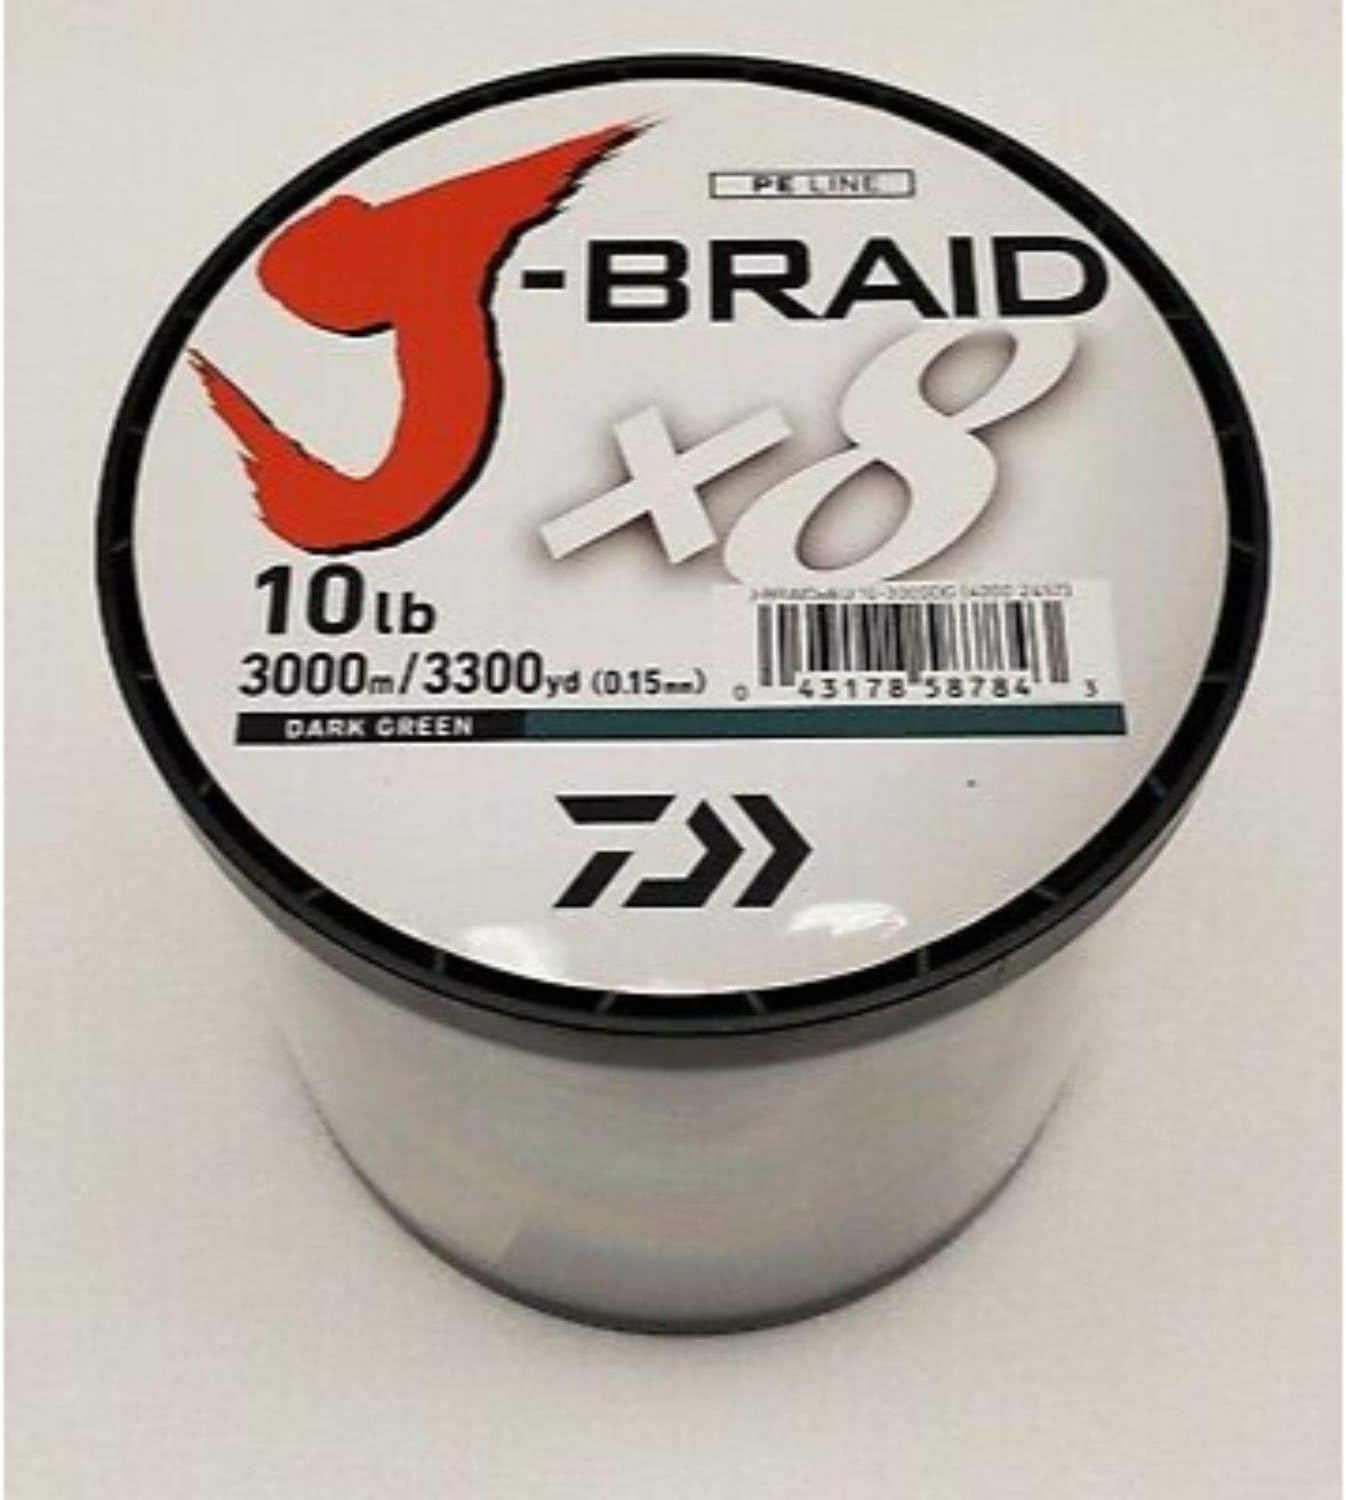 PE LINE
J-BRAID
x8
10lb
3000m/3300yd (0.15mm)
0 43178 58784 3
DARK GREEN